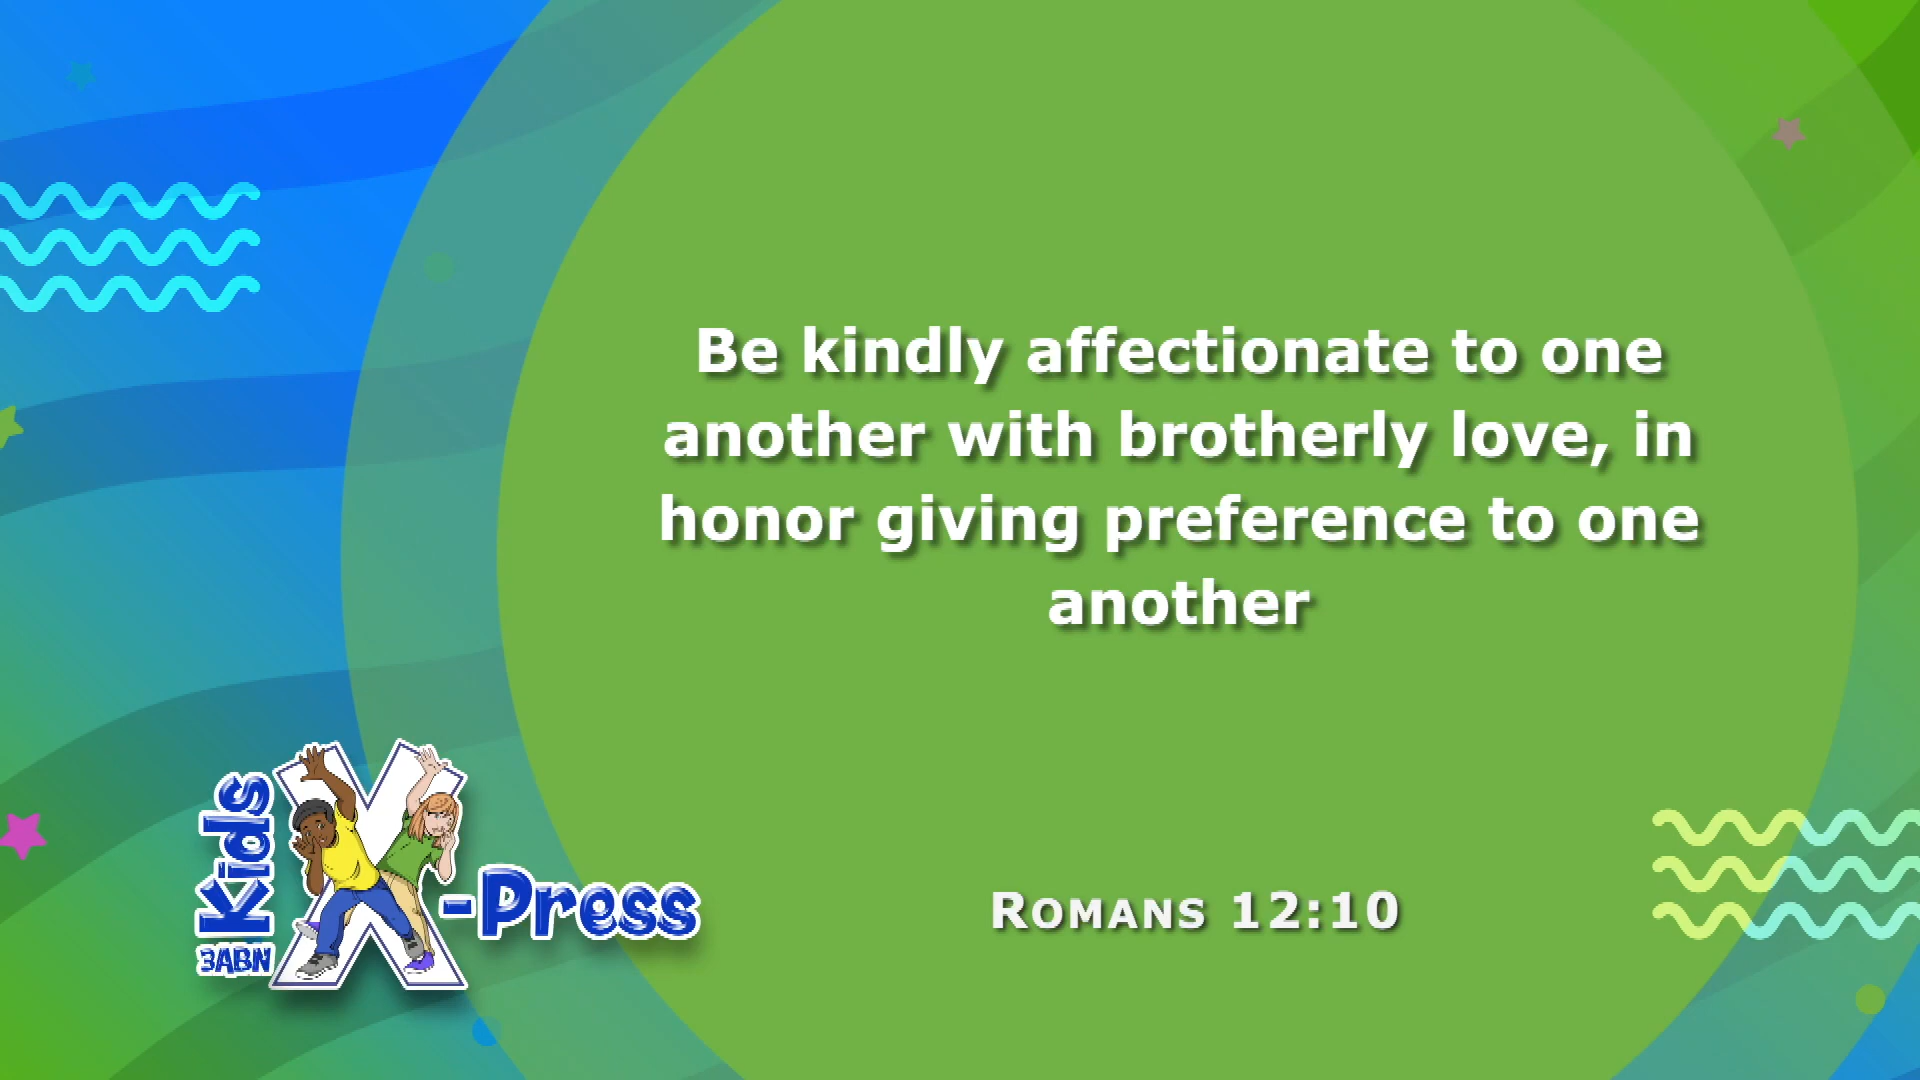 Be kindly affectionate to one
another with brotherly love, in
honor giving preference to one
another
Kids
X-Press
3ABN
Romans 12:10